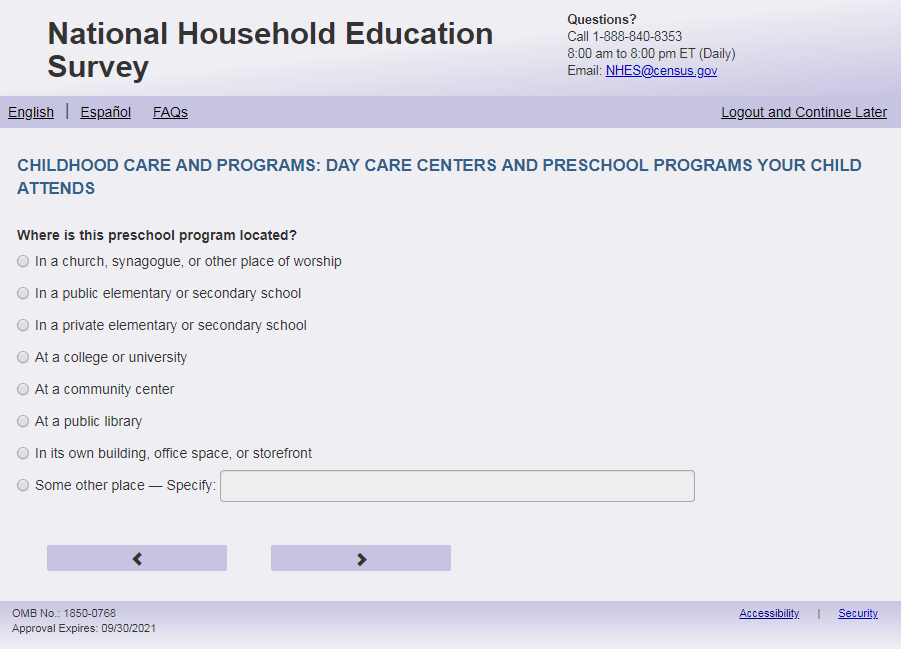 National Household Education
Survey
Questions?
Call 1-888-840-8353
8:00 am to 8:00 pm ET (Daily)
Email: NHES@census.gov
English | Español FAQs Logout and Continue Later
CHILDHOOD CARE AND PROGRAMS: DAY CARE CENTERS AND PRESCHOOL PROGRAMS YOUR CHILD
ATTENDS
Where is this preschool program located?
In a church, synagogue, or other place of worship
In a public elementary or secondary school
In a private elementary or secondary school
At a college or university
At a community center
At a public library
In its own building, office space, or storefront
Some other place — Specify:
OMB No.: 1850-0768
Approval Expires: 09/30/2021
Accessibility | Security